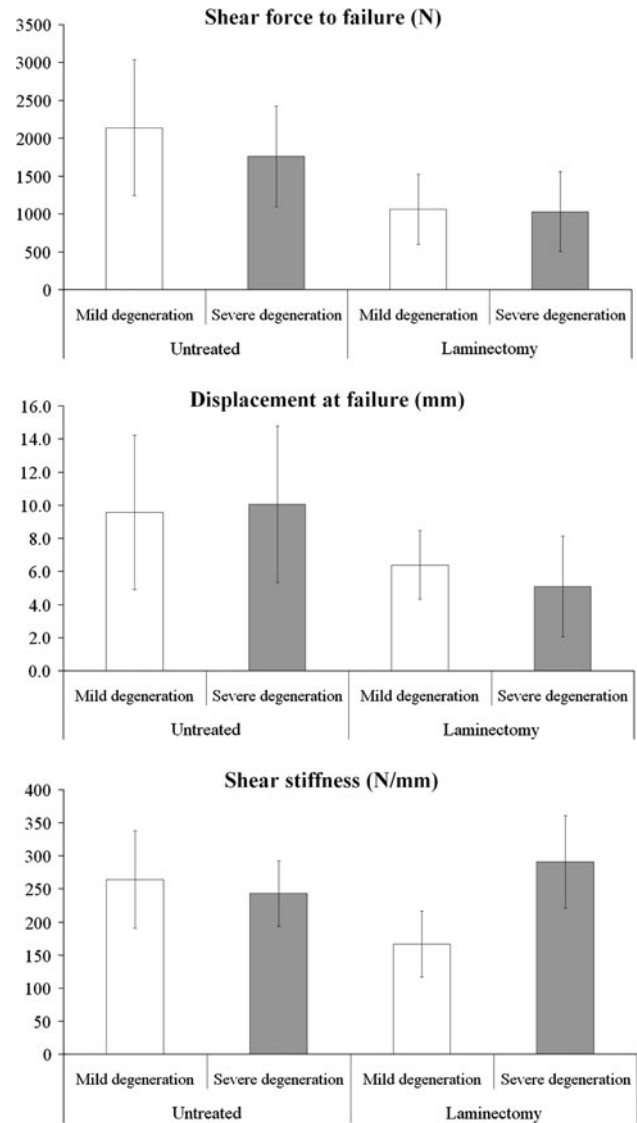 Shear force to failure (N)
3500
3000
2500
2000
1500
1000
500
0
Mild degeneration Severe degeneration Mild degeneration Severe degeneration
Untreated Laminectomy
Displacement at failure (mm)
16.0
14.0
12.0
10.0
8.0
6.0
4.0
2.0
0.0
Mild degeneration Severe degeneration Mild degeneration Severe degeneration
Untreated Laminectomy
Shear stiffness (N/mm)
400
350
300
250
200
150
100
50
0
Mild degeneration Severe degeneration Mild degeneration Severe degeneration
Untreated Laminectomy